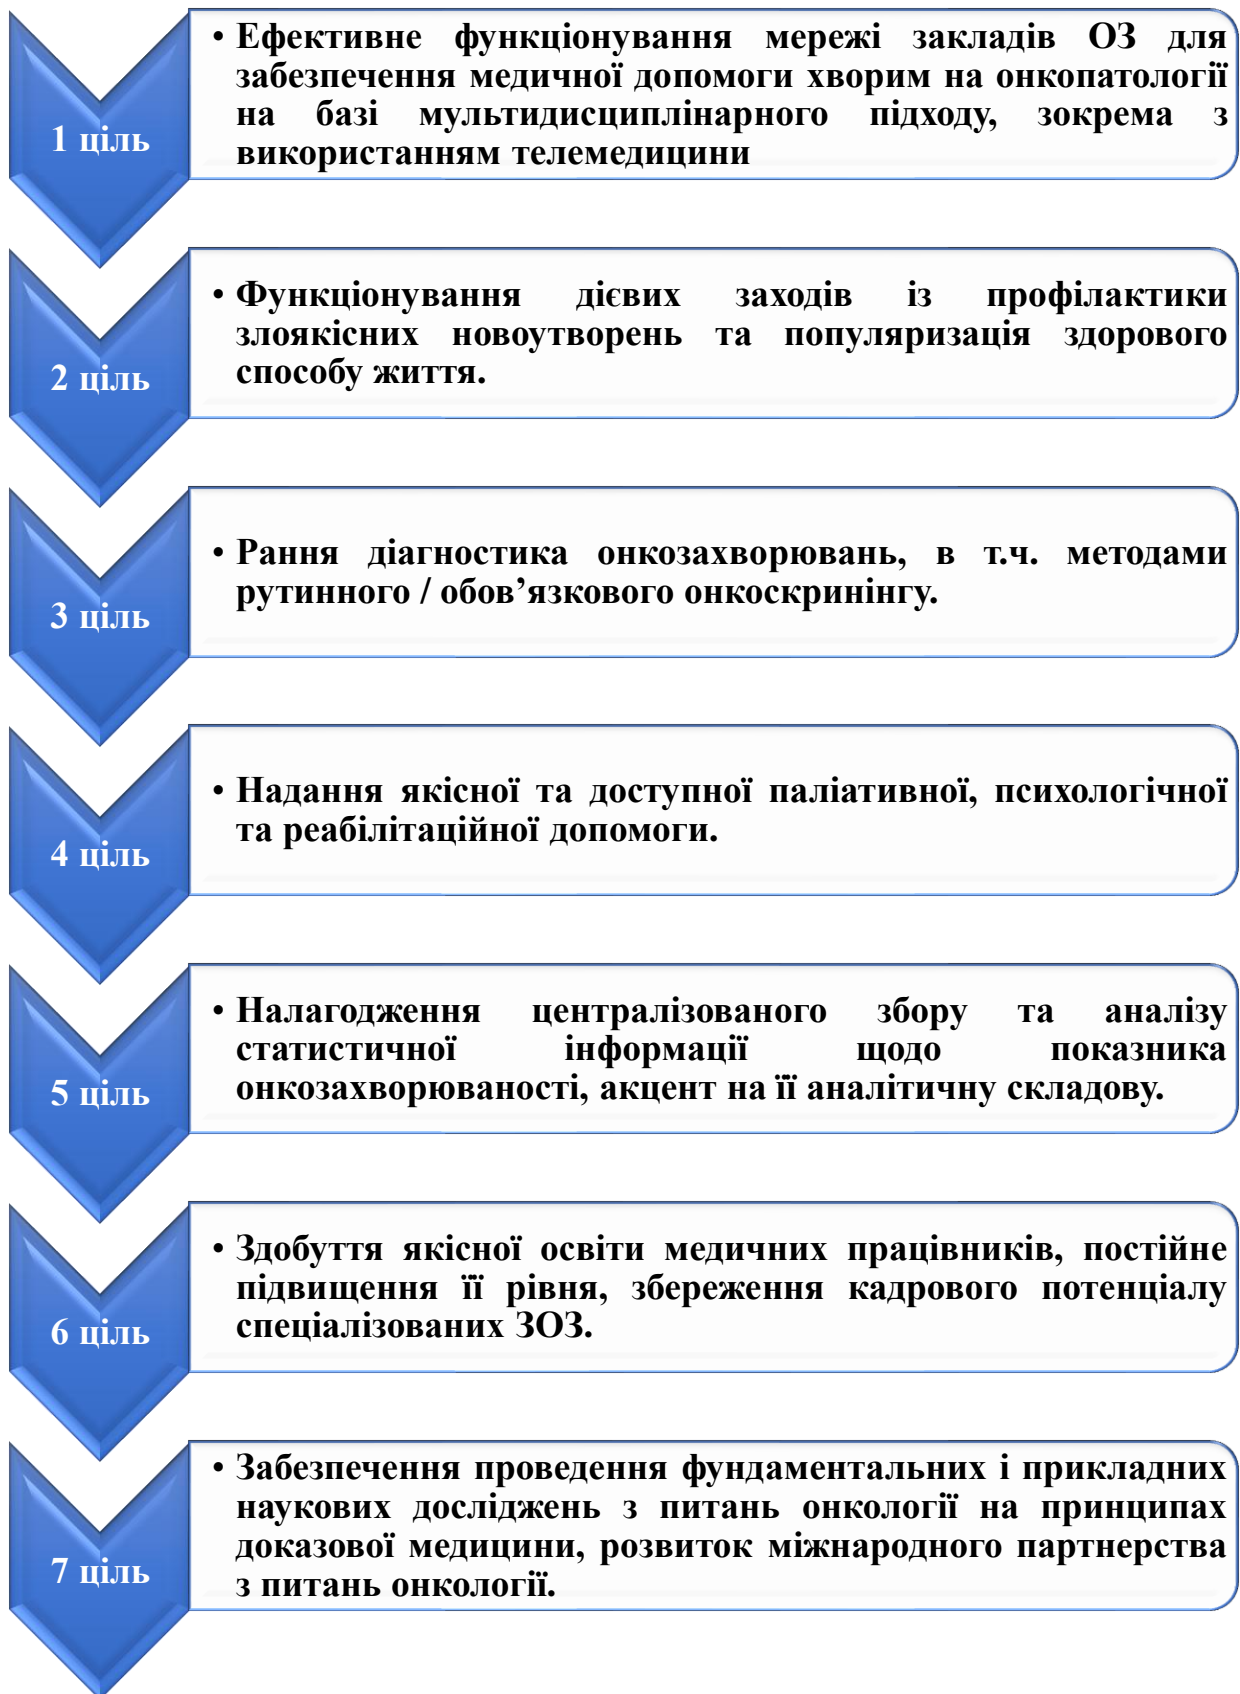 1 ціль
• Ефективне функціонування мережі закладів ОЗ для
забезпечення медичної допомоги хворим на онкопатології
на базі мультидисциплінарного підходу, зокрема з
використанням телемедицини
2 ціль
• Функціонування дієвих заходів із профілактики
злоякісних новоутворень та популяризація здорового
способу життя.
3 ціль
• Рання діагностика онкозахворювань, в т.ч. методами
рутинного / обов’язкового онкоскринінгу.
4 ціль
• Надання якісної та доступної паліативної, психологічної
та реабілітаційної допомоги.
5 ціль
• Налагодження централізованого збору та аналізу
статистичної інформації щодо показника
онкозахворюваності, акцент на її аналітичну складову.
6 ціль
• Здобуття якісної освіти медичних працівників, постійне
підвищення її рівня, збереження кадрового потенціалу
спеціалізованих ЗОЗ.
7 ціль
• Забезпечення проведення фундаментальних і прикладних
наукових досліджень з питань онкології на принципах
доказової медицини, розвиток міжнародного партнерства
з питань онкології.